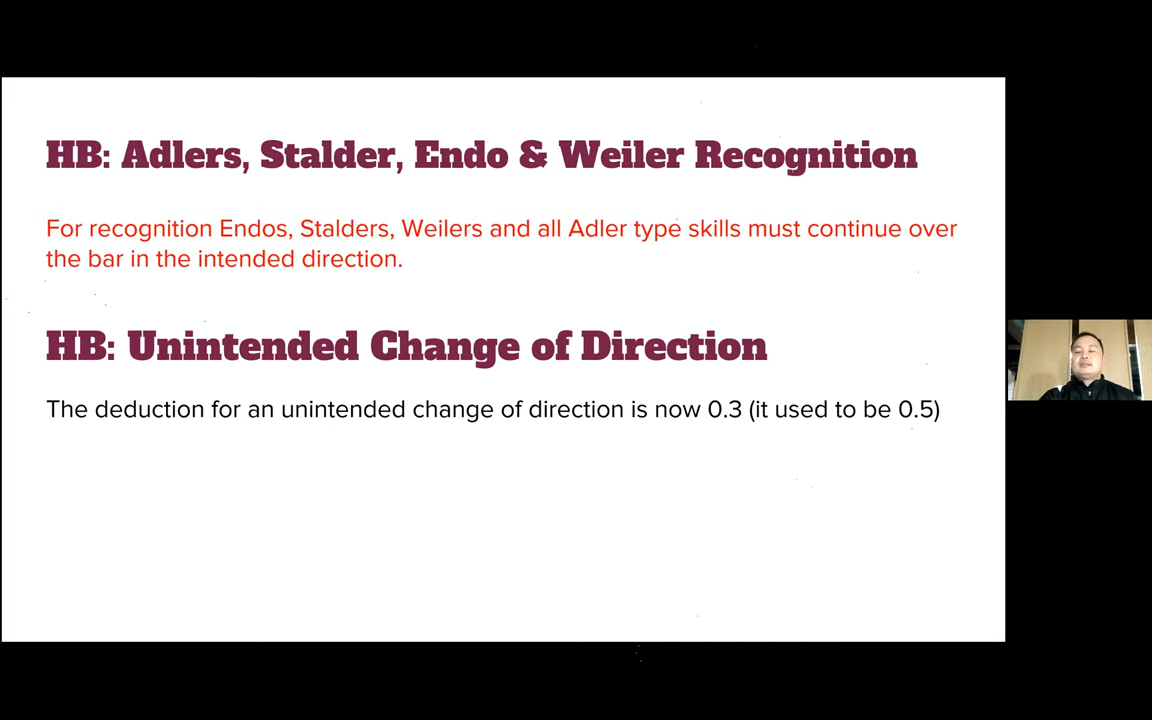 HB: Adlers, Stalder, Endo & Weiler Recognition
For recognition Endos, Stalders, Weilers and all Adler type skills must continue over
the bar in the intended direction.
HB: Unintended Change of Direction
The deduction for an unintended change of direction is now 0.3 (it used to be 0.5)